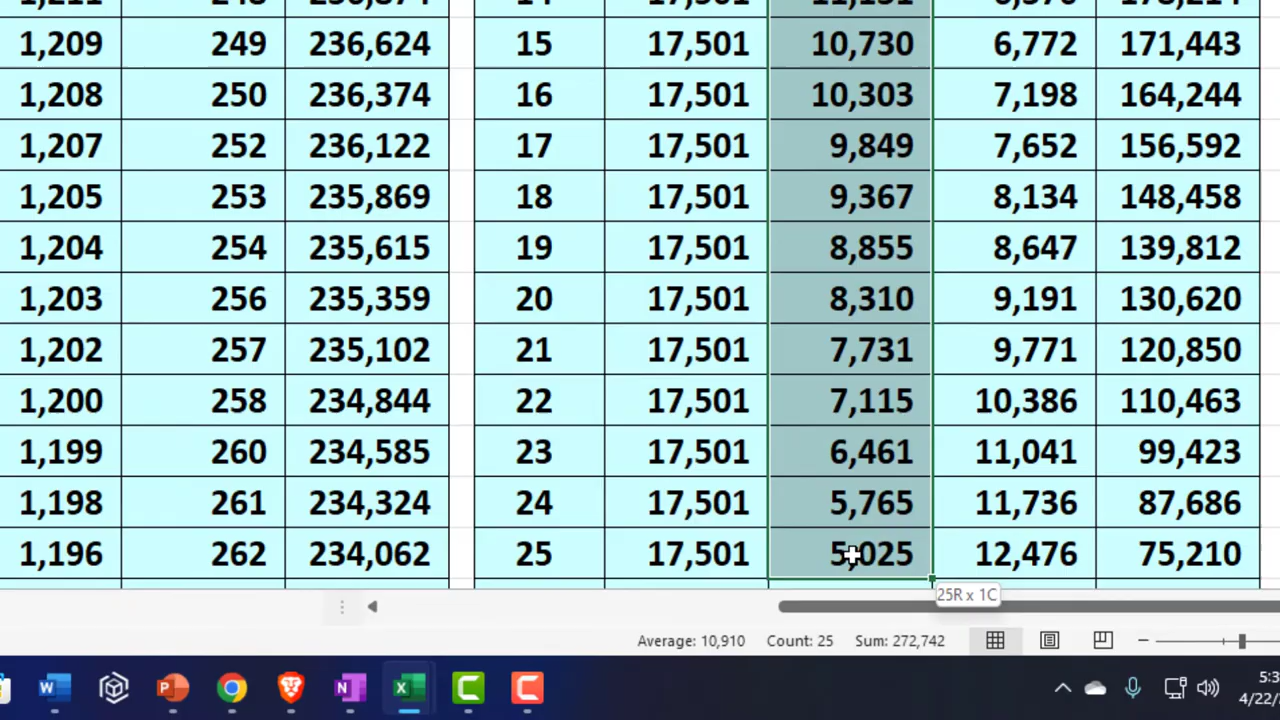 1,209 249 236,624 15 17,501 10,730 6,772 171,443
1,208 250 236,374 16 17,501 10,303 7,198 164,244
1,207 252 236,122 17 17,501 9,849 7,652 156,592
1,205 253 235,869 18 17,501 9,367 8,134 148,458
1,204 254 235,615 19 17,501 8,855 8,647 139,812
1,203 256 235,359 20 17,501 8,310 9,191 130,620
1,202 257 235,102 21 17,501 7,731 9,771 120,850
1,200 258 234,844 22 17,501 7,115 10,386 110,463
1,199 260 234,585 23 17,501 6,461 11,041 99,423
1,198 261 234,324 24 17,501 5,765 11,736 87,686
1,196 262 234,062 25 17,501 5,025 12,476 75,210
25R x 1C
Average: 10,910 Count: 25 Sum: 272,742
5:3
4/22/